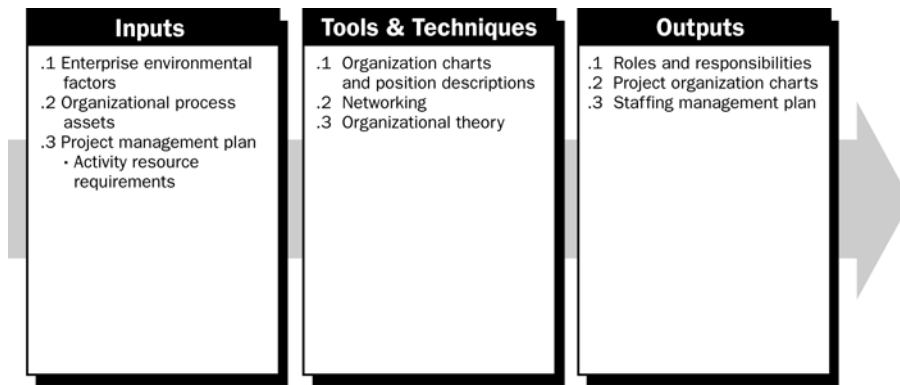 Inputs
.1 Enterprise environmental
factors
.2 Organizational process
assets
.3 Project management plan
· Activity resource
requirements
Tools & Techniques
.1 Organization charts
and position descriptions
.2 Networking
.3 Organizational theory
Outputs
.1 Roles and responsibilities
.2 Project organization charts
.3 Staffing management plan